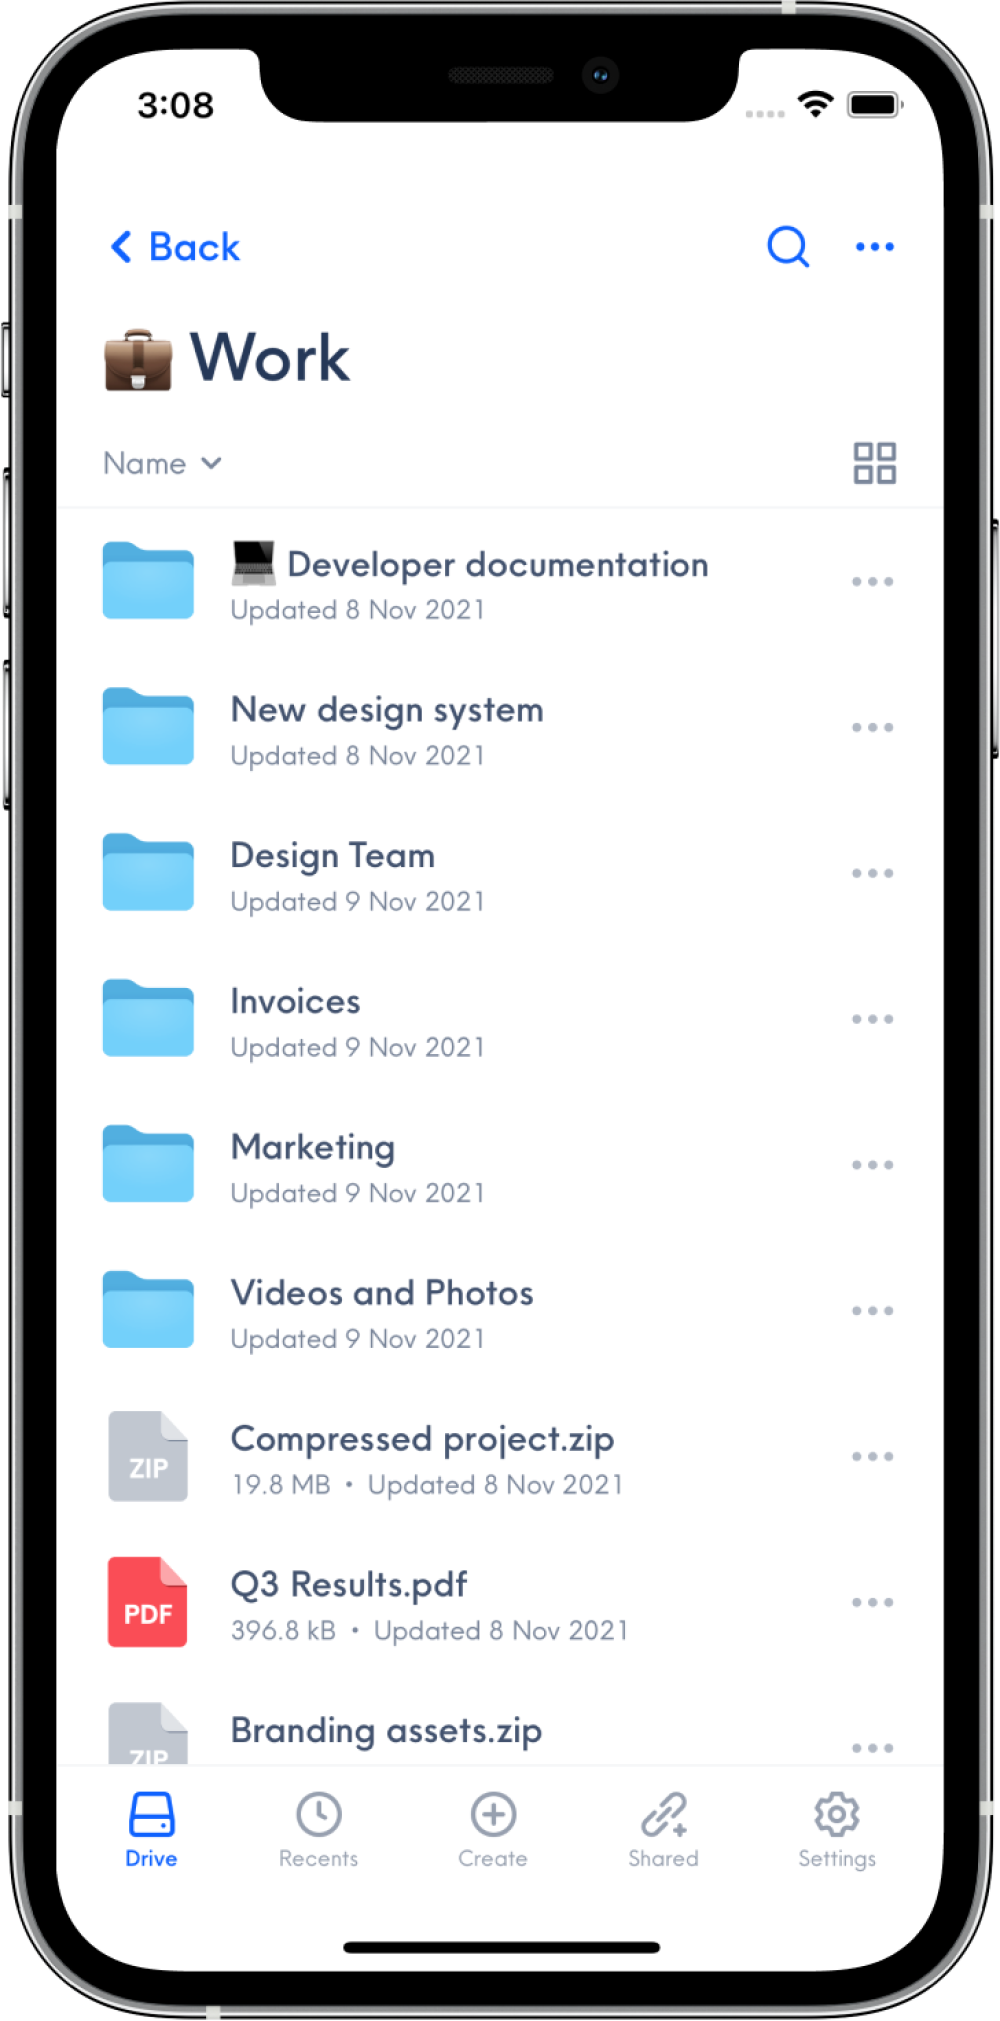 3:08
Back
Work
Name
Developer documentation
Updated 8 Nov 2021
New design system
Updated 8 Nov 2021
Design Team
Updated 9 Nov 2021
Invoices
Updated 9 Nov 2021
Marketing
Updated 9 Nov 2021
Videos and Photos
Updated 9 Nov 2021
ZIP
Compressed project.zip
19.8 MB • Updated 8 Nov 2021
PDF
Q3 Results.pdf
396.8 kB • Updated 8 Nov 2021
ZIP
Branding assets.zip
Drive Recents Create Shared Settings